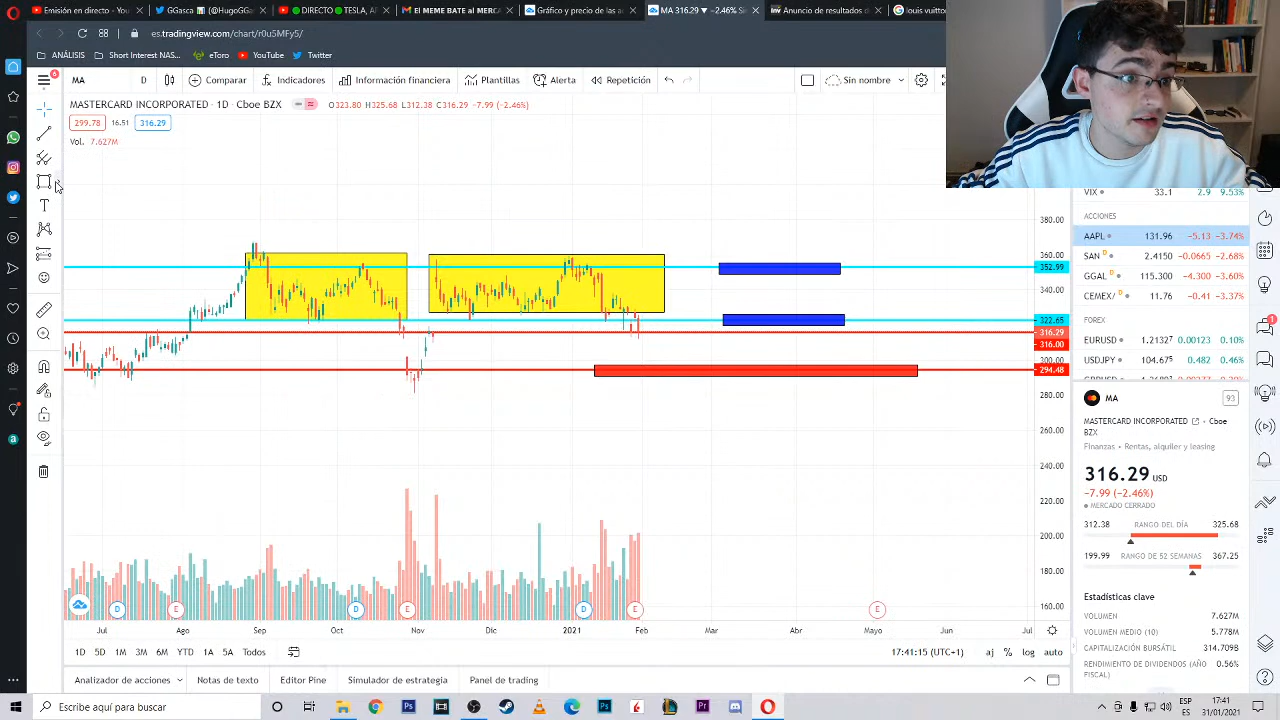 Emisión en directo
(27) GGasca
(1) @HugoGGas
DIRECTO
TESLA, A
El MEME BATE al MERC
Gráfico y precio de las ac
MA 316.29 ▼ −2.46%
Anuncio de resultados d
louis vuitto
es.tradingview.com/chart/r0u5MFy5/
ANÁLISIS
Short Interest NAS...
eToro
YouTube
Twitter
6
MA
D
Comparar
Indicadores
Información financiera
Plantillas
Alerta
Repetición
Sin nombre
MASTERCARD INCORPORATED · 1D · Cboe BZX
O323.80 H325.68 L312.38 C316.29 −7.99 (−2.46%)
299.78 16.51 316.29
Vol. 7.627M
380.00
360.00
352.99
340.00
322.65
316.29
316.00
300.00
294.48
280.00
260.00
240.00
220.00
200.00
180.00
160.00
D E D E D E E
Jul Ago Sep Oct Nov Dic 2021 Feb Mar Abr Mayo Jun Jul
1D 5D 1M 3M 6M YTD 1A 5A Todos
17:41:15 (UTC+1)
aj % log auto
Analizador de acciones
Notas de texto
Editor Pine
Simulador de estrategia
Panel de trading
VIX 33.1 2.9 9.53%
ACCIONES
AAPL 131.96 −5.13 −3.74%
SAN D 2.4150 −0.0665 −2.68%
GGAL D 115.300 −4.300 −3.60%
CEMEX/ D 11.76 −0.41 −3.37%
FOREX
EURUSD 1.21327 0.00123 0.10%
USDJPY 104.675 0.482 0.46%
1
MA
93
MASTERCARD INCORPORATED
Cboe
BZX
Finanzas • Rentas, alquiler y leasing
316.29 USD
−7.99 (−2.46%)
MERCADO CERRADO
312.38 RANGO DEL DÍA 325.68
199.99 RANGO DE 52 SEMANAS 367.25
Estadísticas clave
VOLUMEN 7.627M
VOLUMEN MEDIO (10) 5.778M
CAPITALIZACIÓN BURSÁTIL 314.709B
RENDIMIENTO DE DIVIDENDOS (AÑO 0.56%
FISCAL)
Escribe aquí para buscar
ESP
ES
17:41
31/01/2021